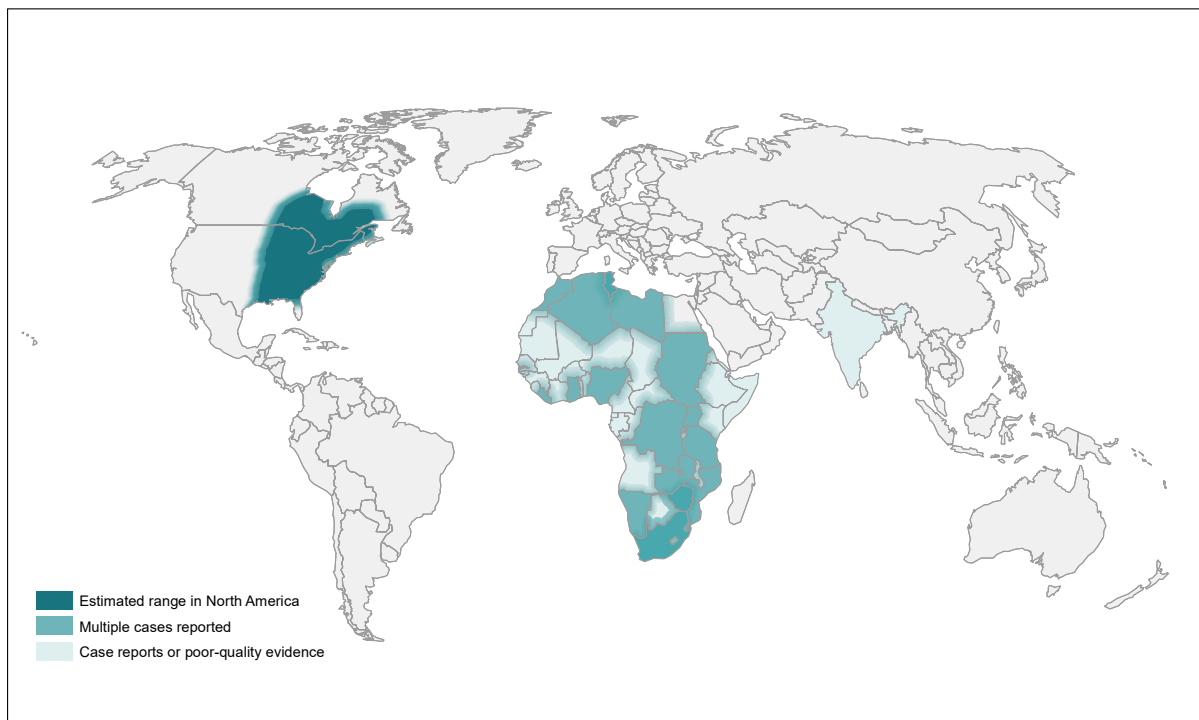 Estimated range in North America
Multiple cases reported
Case reports or poor-quality evidence